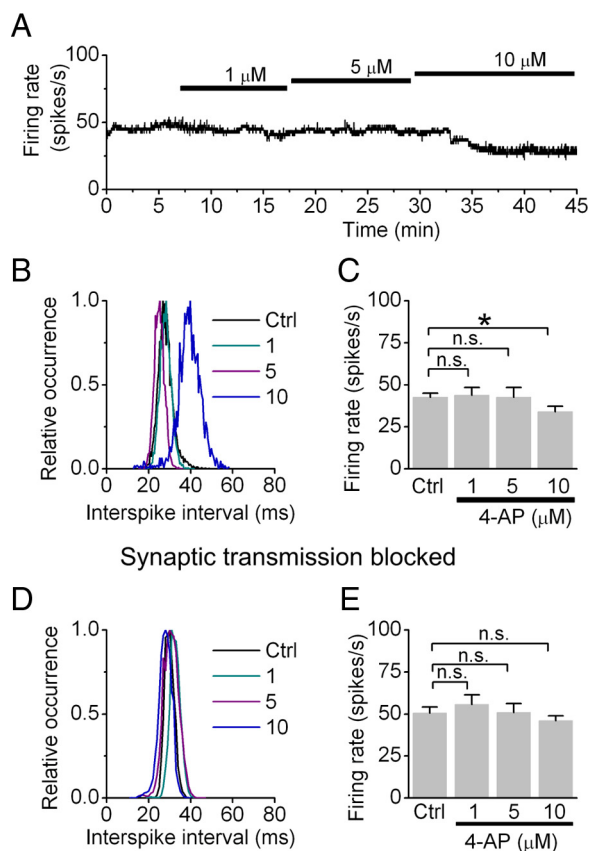 A
Firing rate
(spikes/s)
100
50
0
1 μM
5 μM
10 μM
0 5 10 15 20 25 30 35 40 45
Time (min)
B
Relative occurrence
1.0
0.5
0.0
Ctrl
1
5
10
0 20 40 60 80
Interspike interval (ms)
C
Firing rate (spikes/s)
100
75
50
25
0
*
n.s.
n.s.
Ctrl 1 5 10
4-AP (μM)
Synaptic transmission blocked
D
Relative occurrence
1.0
0.5
0.0
Ctrl
1
5
10
0 20 40 60 80
Interspike interval (ms)
E
Firing rate (spikes/s)
100
75
50
25
0
n.s.
n.s.
n.s.
Ctrl 1 5 10
4-AP (μM)